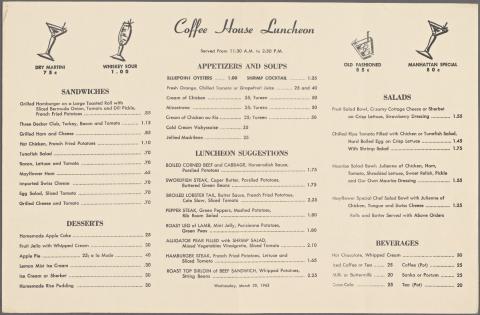 Coffee House Luncheon
Served From 11:30 A.M. to 2:30 P.M.
DRY MARTINI
75c
WHISKEY SOUR
1.00
OLD FASHIONED
85c
MANHATTAN SPECIAL
80c
SANDWICHES
Grilled Hamburger on a Large Toasted Roll with
Sliced Bermuda Onion, Tomato and Dill Pickle,
French Fried Potatoes .85
Three Decker Club, Turkey, Bacon and Tomato 1.15
Grilled Ham and Cheese .85
Hot Chicken, French Fried Potatoes 1.10
Tunafish Salad .70
Bacon, Lettuce and Tomato .70
Mayflower Ham .65
Imported Swiss Cheese .70
Egg Salad, Sliced Tomato .70
Grilled Cheese and Tomato .70
DESSERTS
Homemade Apple Cake 25
Fruit Jello with Whipped Cream 30
Apple Pie 25; a la Mode 40
Lemon Mint Ice Cream 30
Ice Cream or Sherbet 30
Homemade Rice Pudding 30
APPETIZERS AND SOUPS
BLUEPOINT OYSTERS 1.00 SHRIMP COCKTAIL 1.25
Fresh Orange, Chilled Tomato or Grapefruit Juice 25 and 40
Cream of Chicken 25; Tureen 50
Minestrone 25; Tureen 50
Cream of Chicken au Riz 25; Tureen 50
Cold Cream Vichyssoise 25
Jellied Madrilene 25
LUNCHEON SUGGESTIONS
BOILED CORNED BEEF and CABBAGE, Horseradish Sauce,
Parslied Potatoes 1.75
SWORDFISH STEAK, Caper Butter, Parslied Potatoes,
Buttered Green Beans 1.75
BROILED LOBSTER TAIL, Butter Sauce, French Fried Potatoes,
Cole Slaw, Sliced Tomato 2.25
PEPPER STEAK, Green Peppers, Mashed Potatoes,
Rib Room Salad 1.80
ROAST LEG of LAMB, Mint Jelly, Persienne Potatoes,
Green Peas 1.80
ALLIGATOR PEAR FILLED with SHRIMP SALAD,
Mixed Vegetables Vinaigrette, Sliced Tomato 2.10
HAMBURGER STEAK, French Fried Potatoes, Lettuce and
Sliced Tomato 1.65
ROAST TOP SIRLOIN of BEEF SANDWICH, Whipped Potatoes,
String Beans 2.25
Wednesday, March 20, 1963
SALADS
Fruit Salad Bowl, Creamy Cottage Cheese or Sherbet
on Crisp Lettuce, Strawberry Dressing 1.55
Chilled Ripe Tomato Filled with Chicken or Tunafish Salad,
Hard Boiled Egg on Crisp Lettuce 1.45
With Shrimp Salad 1.75
Maurice Salad Bowl: Julienne of Chicken, Ham,
Tomato, Shredded Lettuce, Sweet Relish, Pickle
and Our Own Maurice Dressing 1.55
Mayflower Special Chef Salad Bowl with Julienne of
Chicken, Tongue and Swiss Cheese 1.35
Rolls and Butter Served with Above Orders
BEVERAGES
Hot Chocolate, Whipped Cream 30
Iced Coffee or Tea 25 Coffee (Pot) 25
Milk or Buttermilk 20 Sanka or Postum 25
Coca-Cola 25 Tea (Pot) 20